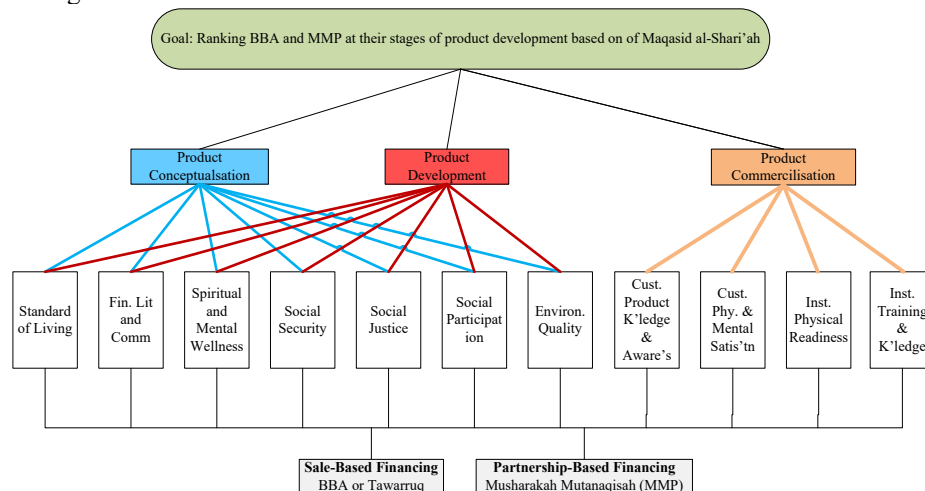 Goal: Ranking BBA and MMP at their stages of product development based on of Maqasid al-Shari'ah
Product
Conceptualsation
Product
Development
Product
Commercilisation
Standard
of Living
Fin. Lit
and
Comm
Spiritual
and
Mental
Wellness
Social
Security
Social
Justice
Social
Participat
ion
Environ.
Quality
Cust.
Product
K'ledge
&
Aware's
Cust.
Phy. &
Mental
Satis'tn
Inst.
Physical
Readiness
Inst.
Training
&
K'ledge
Sale-Based Financing
BBA or Tawarruq
Partnership-Based Financing
Musharakah Mutanaqisah (MMP)